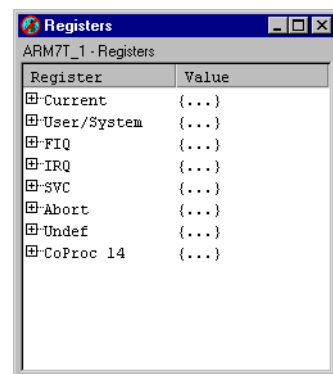 Registers
ARM7T_1 - Registers
Register Value
Current {...}
User/System {...}
FIQ {...}
IRQ {...}
SVC {...}
Abort {...}
Undef {...}
CoProc 14 {...}